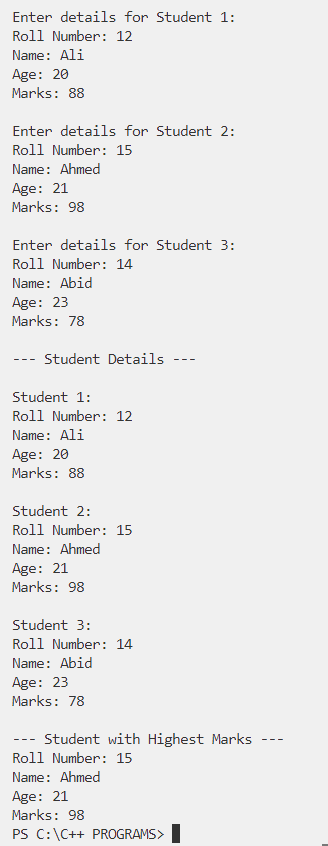 Enter details for Student 1:
Roll Number: 12
Name: Ali
Age: 20
Marks: 88
Enter details for Student 2:
Roll Number: 15
Name: Ahmed
Age: 21
Marks: 98
Enter details for Student 3:
Roll Number: 14
Name: Abid
Age: 23
Marks: 78
--- Student Details ---
Student 1:
Roll Number: 12
Name: Ali
Age: 20
Marks: 88
Student 2:
Roll Number: 15
Name: Ahmed
Age: 21
Marks: 98
Student 3:
Roll Number: 14
Name: Abid
Age: 23
Marks: 78
--- Student with Highest Marks ---
Roll Number: 15
Name: Ahmed
Age: 21
Marks: 98
PS C:\C++ PROGRAMS>